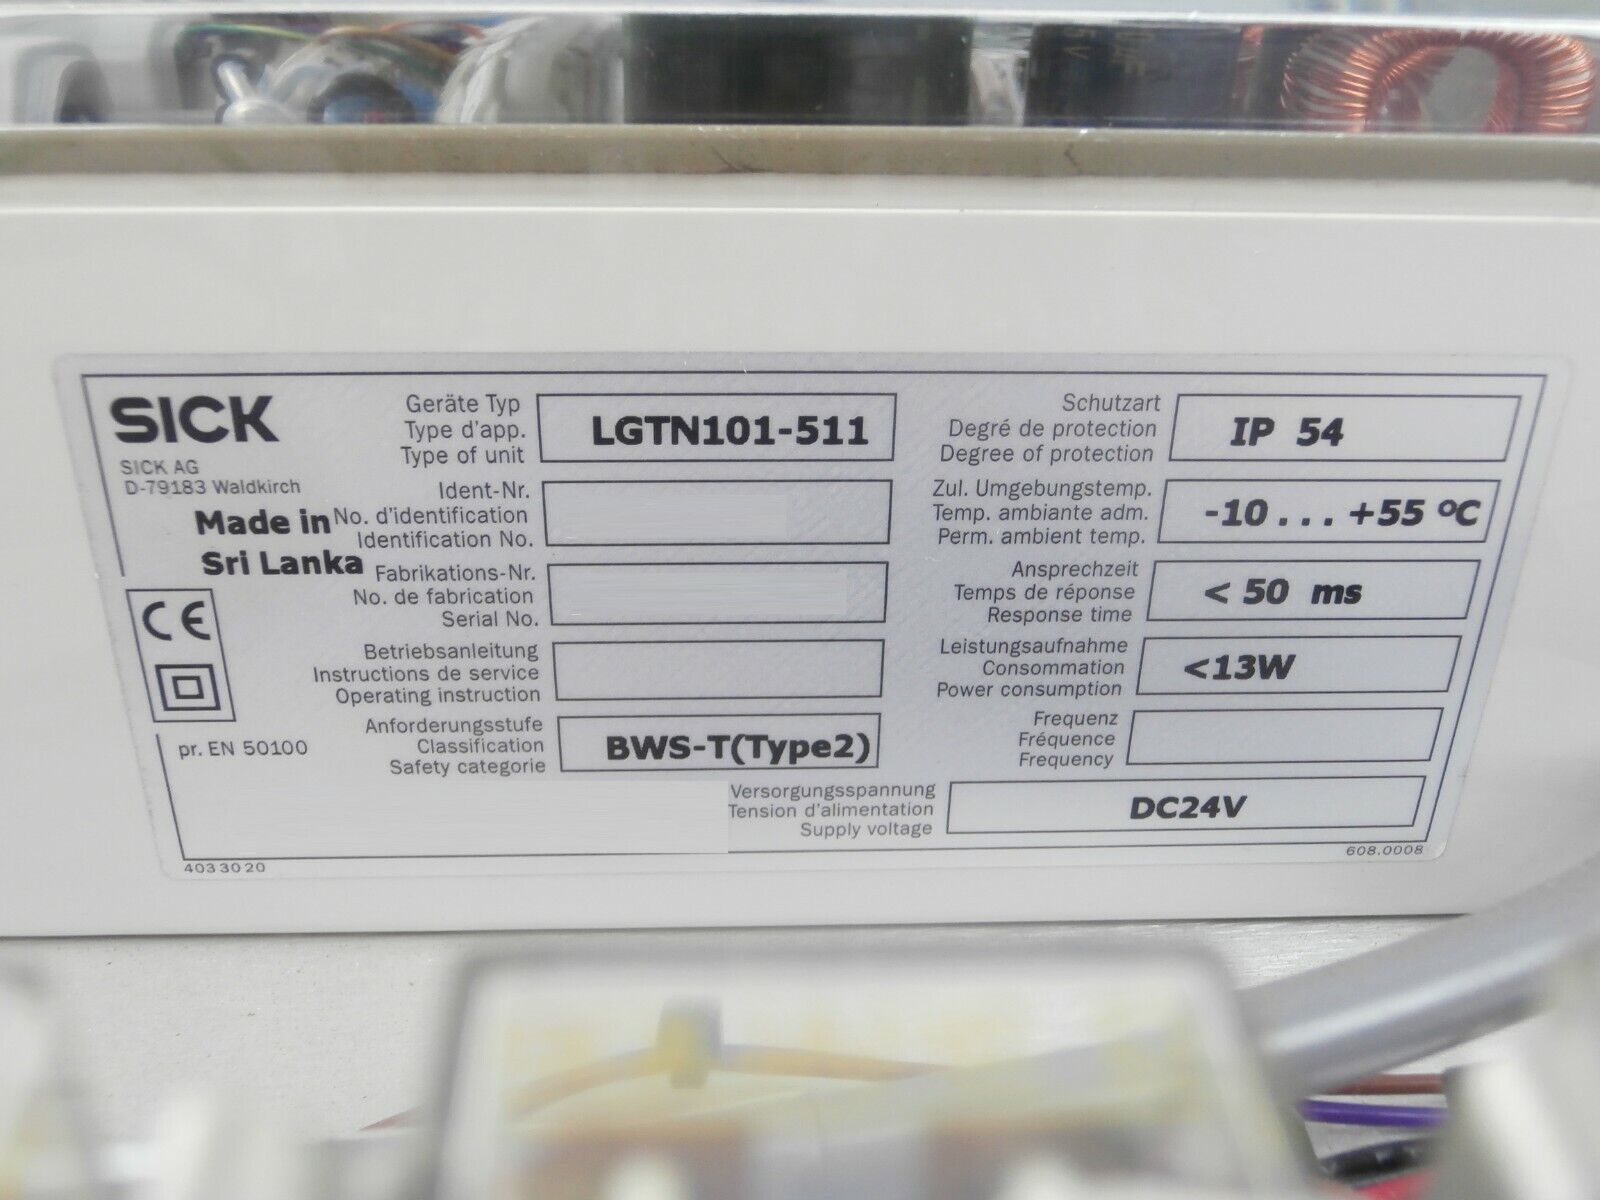 SICK
SICK AG
D-79183 Waldkirch
Made in
Sri Lanka
CE
pr. EN 50100
Geräte Typ
Type d'app.
Type of unit
LGTN101-511
Ident-Nr.
No. d'identification
Identification No.
Fabrikations-Nr.
No. de fabrication
Serial No.
Betriebsanleitung
Instructions de service
Operating instruction
Anforderungsstufe
Classification
Safety categorie
BWS-T(Type2)
Schutzart
Degré de protection
Degree of protection
IP 54
Zul. Umgebungstemp.
Temp. ambiante adm.
Perm. ambient temp.
-10 . . . +55 ºC
Ansprechzeit
Temps de réponse
Response time
< 50 ms
Leistungsaufnahme
Consommation
Power consumption
<13W
Frequenz
Fréquence
Frequency
Versorgungsspannung
Tension d'alimentation
Supply voltage
DC24V
4033020
608.0008